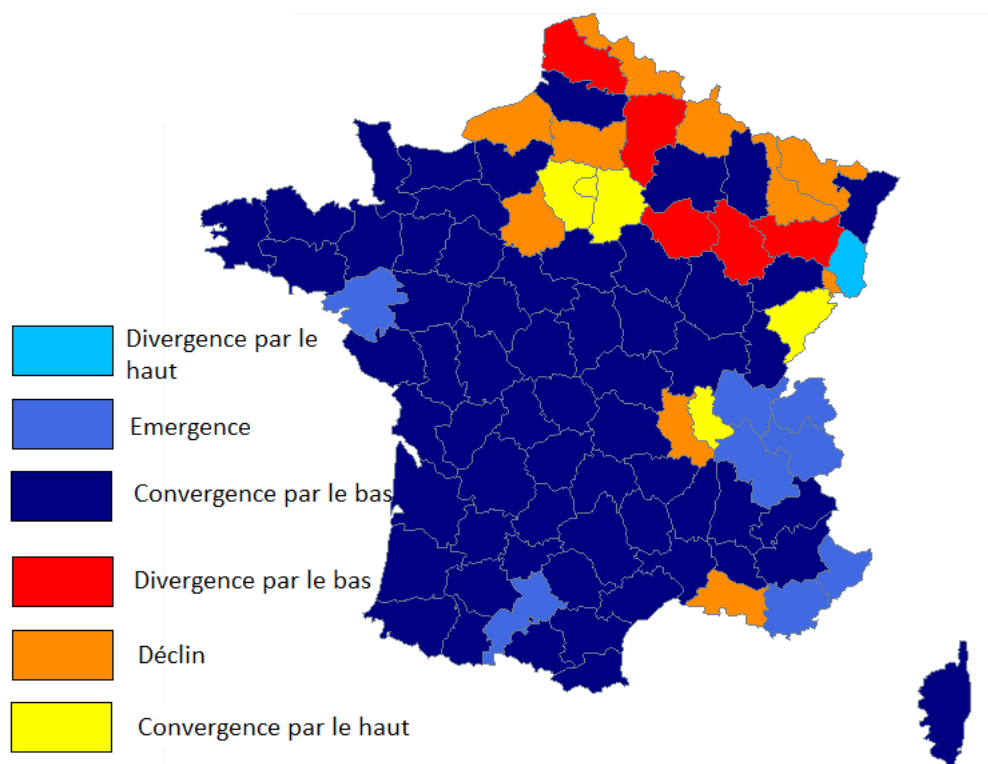 Divergence par le
haut
Emergence
Convergence par le bas
Divergence par le bas
Déclin
Convergence par le haut